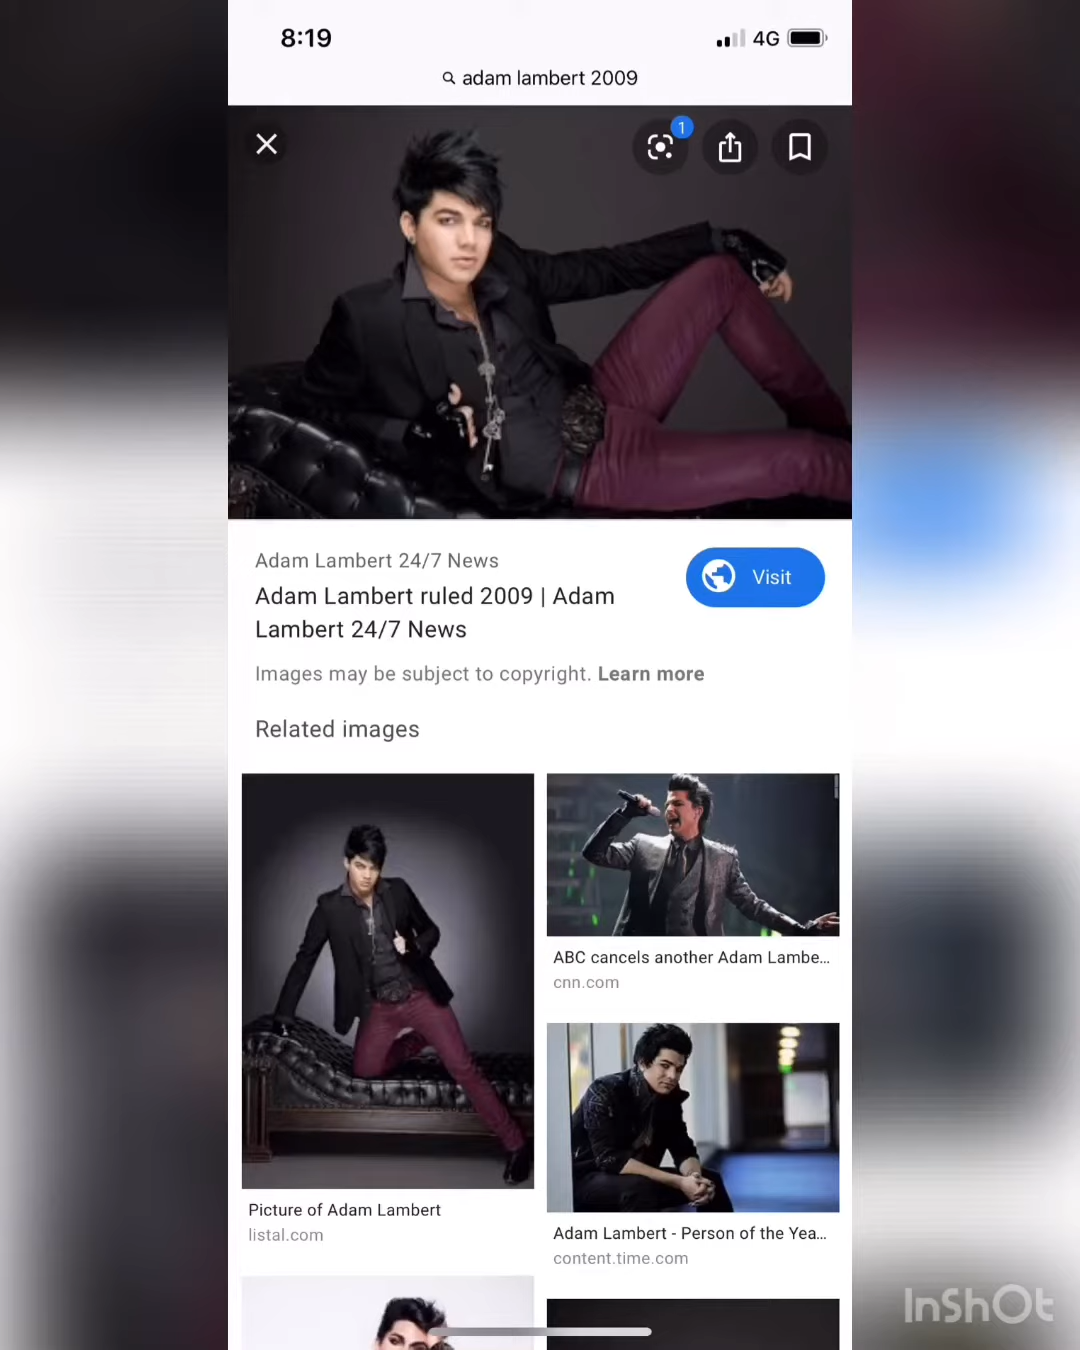 8:19
4G
adam lambert 2009
1
Adam Lambert 24/7 News
Visit
Adam Lambert ruled 2009 | Adam
Lambert 24/7 News
Images may be subject to copyright. Learn more
Related images
ABC cancels another Adam Lambe...
cnn.com
Picture of Adam Lambert
listal.com
Adam Lambert - Person of the Yea...
content.time.com
InShOt